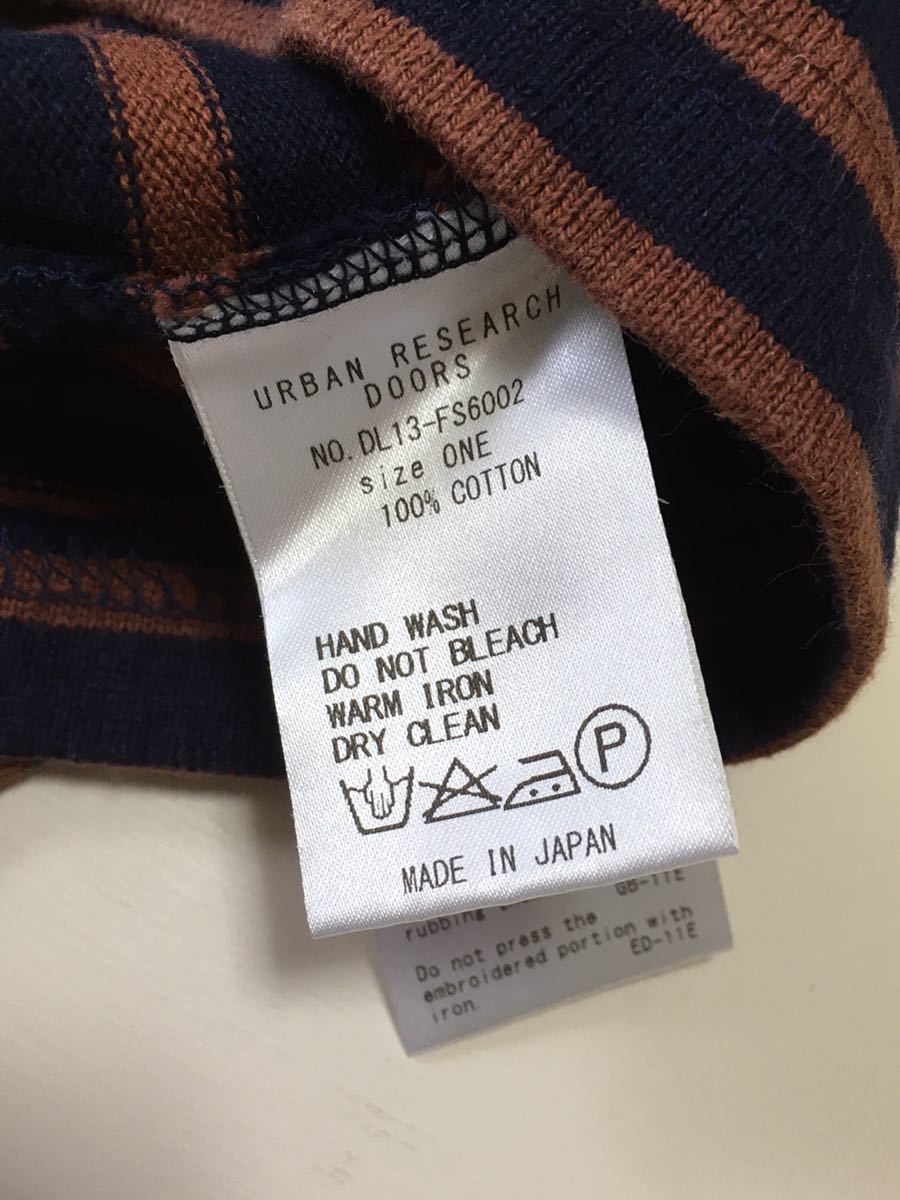 URBAN RESEARCH
DOORS
NO. DL13-FS6002
size ONE
100% COTTON
HAND WASH
DO NOT BLEACH
WARM IRON
DRY CLEAN
P
MADE IN JAPAN
GB-11E
rubbing
Do not press the
embroidered portion with
iron. ED-11E